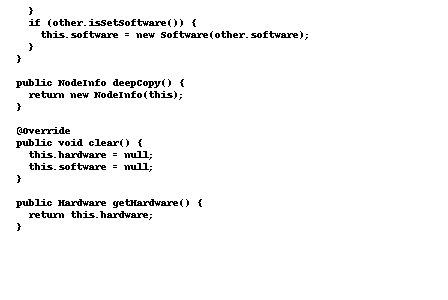 }
if (other.isSetSoftware()) {
this.software = new Software(other.software);
}
}
public NodeInfo deepCopy() {
return new NodeInfo(this);
}
@Override
public void clear() {
this.hardware = null;
this.software = null;
}
public Hardware getHardware() {
return this.hardware;
}